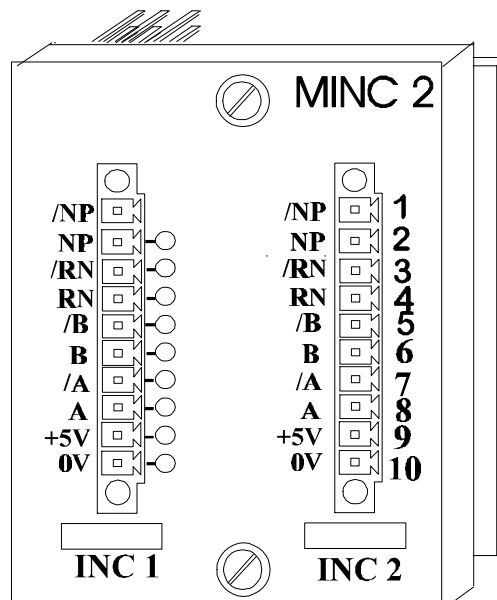 MINC 2
/NP /NP 1
NP NP 2
/RN /RN 3
RN RN 4
/B /B 5
B B 6
/A /A 7
A A 8
+5V +5V 9
0V 0V 10
INC 1 INC 2